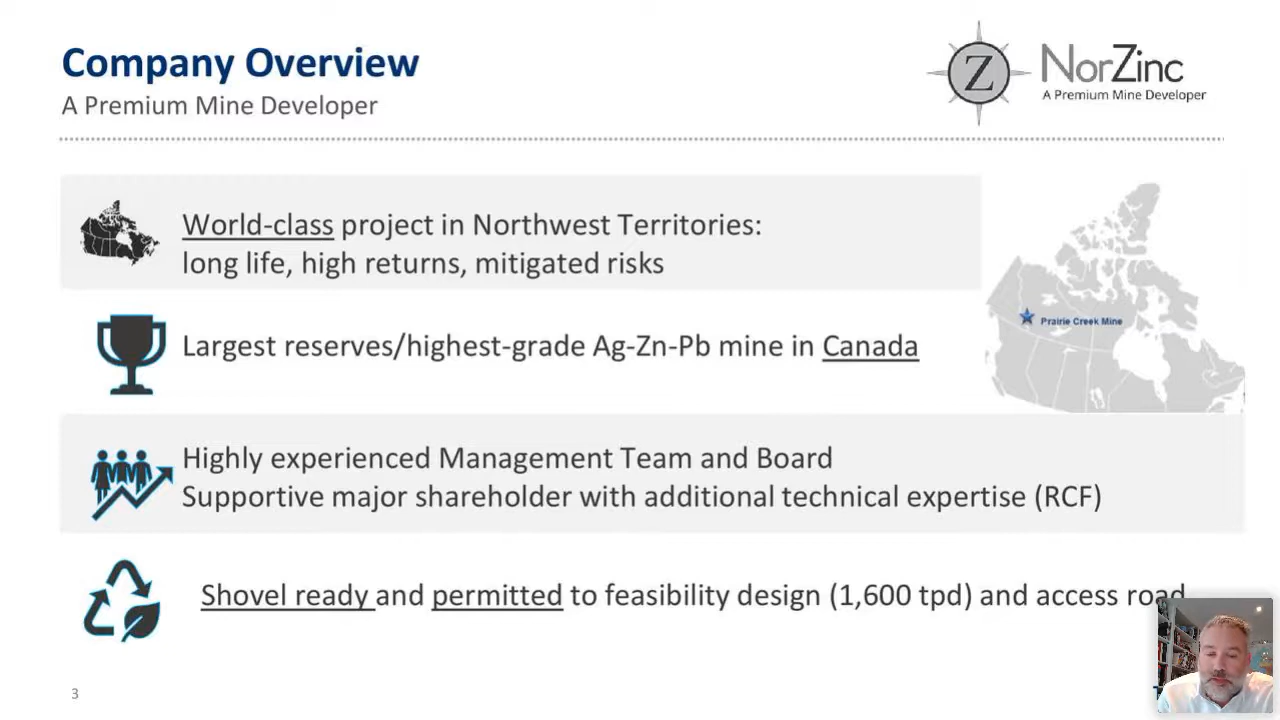 Company Overview
A Premium Mine Developer
Z
NorZinc
A Premium Mine Developer
World-class project in Northwest Territories:
long life, high returns, mitigated risks
Prairie Creek Mine
Largest reserves/highest-grade Ag-Zn-Pb mine in Canada
Highly experienced Management Team and Board
Supportive major shareholder with additional technical expertise (RCF)
Shovel ready and permitted to feasibility design (1,600 tpd) and access road
3